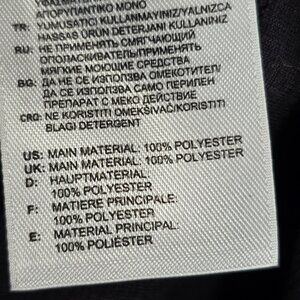 ΑΠΟΡΥΠΑΝΤΙΚΟ ΜΟΝΟ
TR: YUMUSATICI KULLANMAYINIZ/YALNIZCA
HASSAS ÜRÜN DETERJANI KULLANINIZ
RU: НЕ ПРИМЕНЯТЬ СМЯГЧАЮЩИЙ
ОПОЛАСКИВАТЕЛЬ/ПРИМЕНЯТЬ
МЯГКИЕ МОЮЩИЕ СРЕДСТВА
BG: ДА НЕ СЕ ИЗПОЛЗВА ОМЕКОТИТЕЛ/
ДА СЕ ИЗПОЛЗВА САМО ПЕРИЛЕН
ПРЕПАРАТ С МЕКО ДЕЙСТВИЕ
CRO: NE KORISTITI OMEKŠIVAČ/KORISTITI
BLAGI DETERGENT
US: MAIN MATERIAL: 100% POLYESTER
UK: MAIN MATERIAL: 100% POLYESTER
D: HAUPTMATERIAL:
100% POLYESTER
F: MATIERE PRINCIPALE:
100% POLYESTER
E: MATERIAL PRINCIPAL:
100% POLIÉSTER